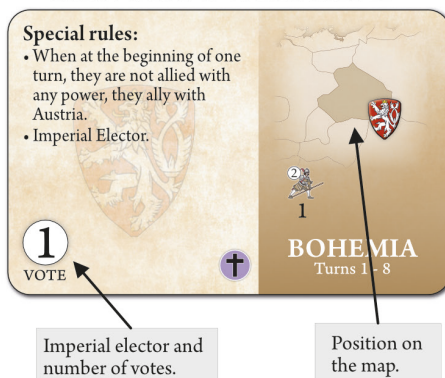 Special rules:
• When at the beginning of one
turn, they are not allied with
any power, they ally with
Austria.
• Imperial Elector.
1
VOTE
2
1
BOHEMIA
Turns 1 - 8
Imperial elector and
number of votes.
Position on
the map.